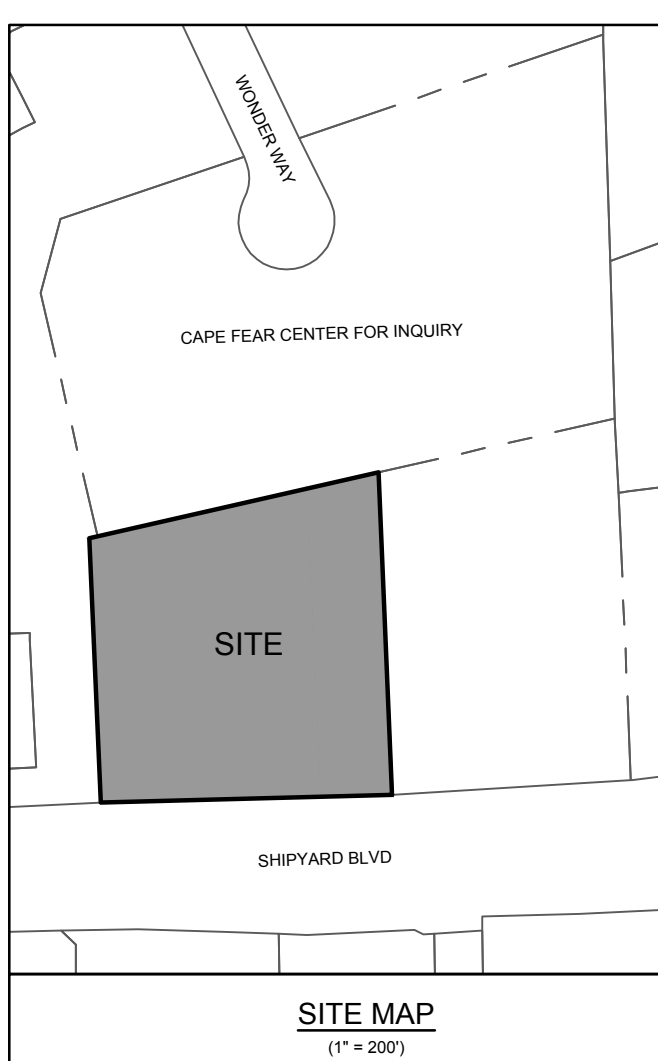 WONDER WAY
CAPE FEAR CENTER FOR INQUIRY
SITE
SHIPYARD BLVD
SITE MAP
(1" = 200')